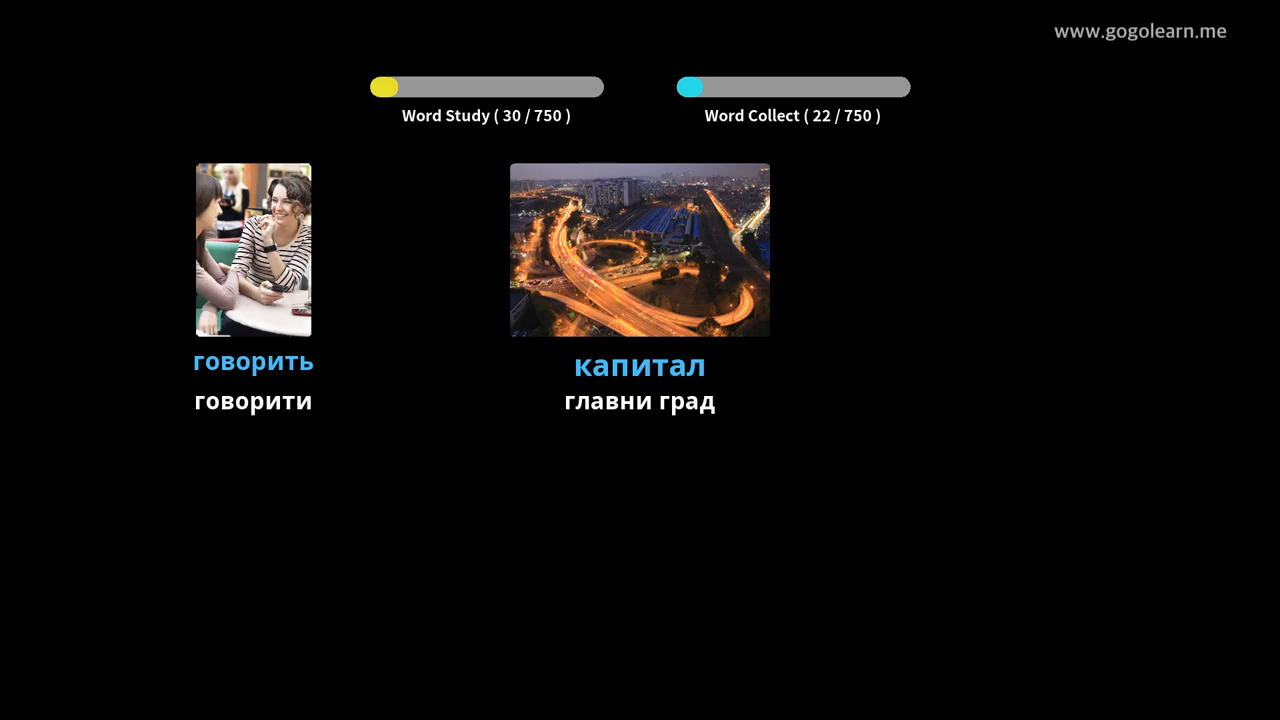 www.gogolearn.me
Word Study ( 30 / 750 )
Word Collect ( 22 / 750 )
говорить
говорити
капитал
главни град